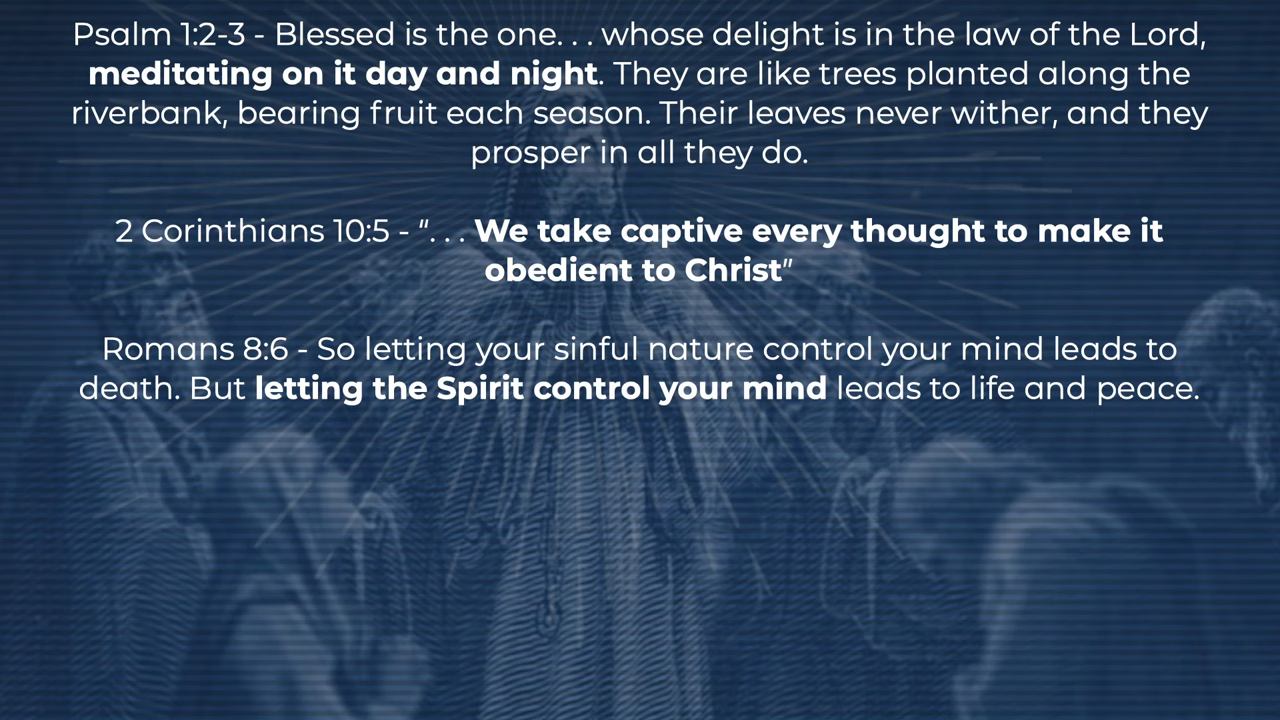 Psalm 1:2-3 - Blessed is the one. . . whose delight is in the law of the Lord,
meditating on it day and night. They are like trees planted along the
riverbank, bearing fruit each season. Their leaves never wither, and they
prosper in all they do.
2 Corinthians 10:5 - ". . . We take captive every thought to make it
obedient to Christ"
Romans 8:6 - So letting your sinful nature control your mind leads to
death. But letting the Spirit control your mind leads to life and peace.